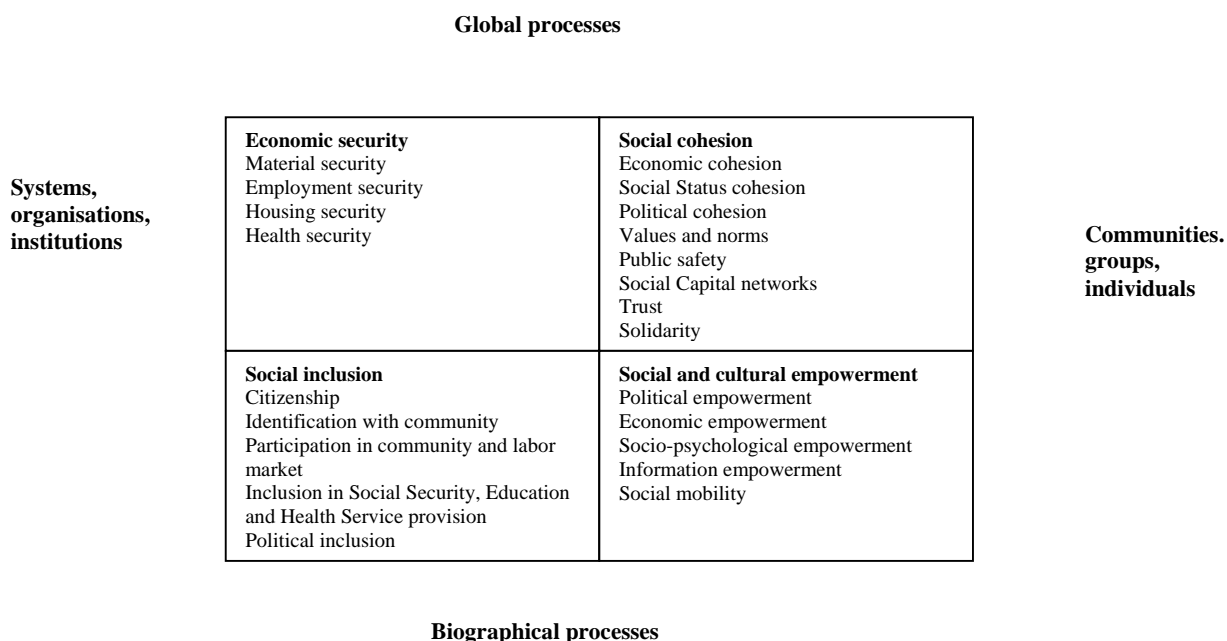 Global processes
Systems,
organisations,
institutions
Economic security
Material security
Employment security
Housing security
Health security
Social cohesion
Economic cohesion
Social Status cohesion
Political cohesion
Values and norms
Public safety
Social Capital networks
Trust
Solidarity
Communities.
groups,
individuals
Social inclusion
Citizenship
Identification with community
Participation in community and labor
market
Inclusion in Social Security, Education
and Health Service provision
Political inclusion
Social and cultural empowerment
Political empowerment
Economic empowerment
Socio-psychological empowerment
Information empowerment
Social mobility
Biographical processes